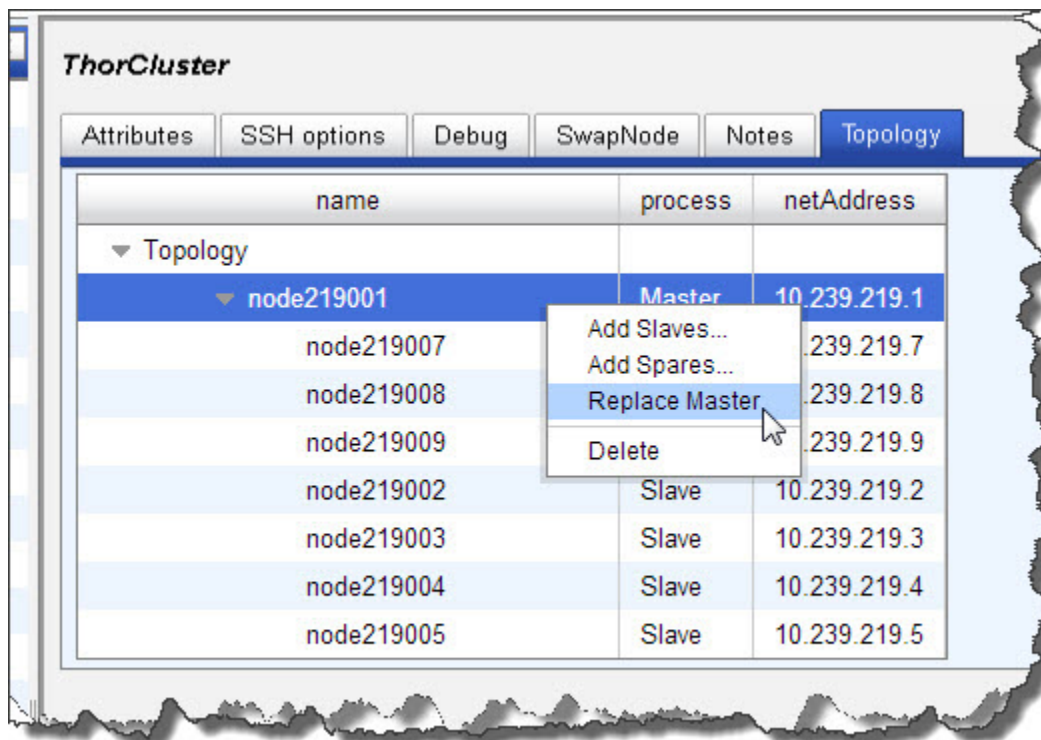 ThorCluster
Attributes SSH options Debug SwapNode Notes Topology
name process netAddress
Topology
node219001 Master 10.239.219.1
Add Slaves...
Add Spares...
Replace Master
Delete
node219007 .239.219.7
node219008 .239.219.8
node219009 .239.219.9
node219002 Slave 10.239.219.2
node219003 Slave 10.239.219.3
node219004 Slave 10.239.219.4
node219005 Slave 10.239.219.5